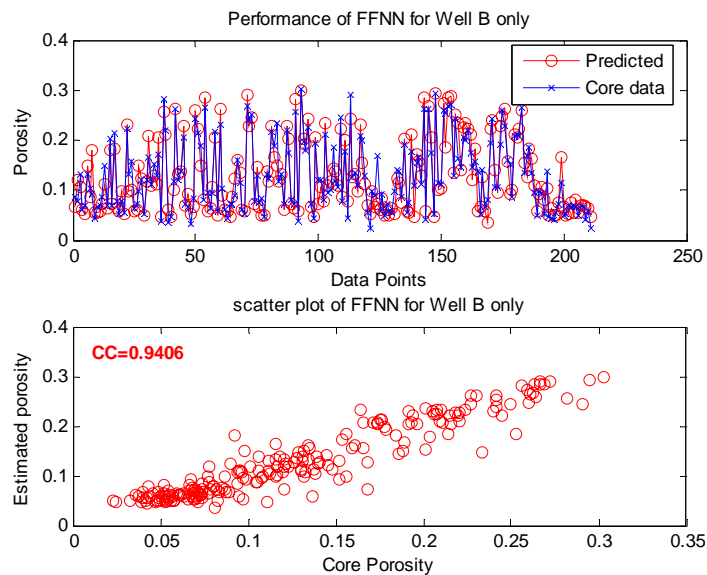 Performance of FFNN for Well B only
0.4
0.3
0.2
0.1
0
Porosity
Predicted
Core data
0
50
100
150
200
250
Data Points
scatter plot of FFNN for Well B only
0.4
0.3
0.2
0.1
0
Estimated porosity
CC=0.9406
0
0.05
0.1
0.15
0.2
0.25
0.3
0.35
Core Porosity